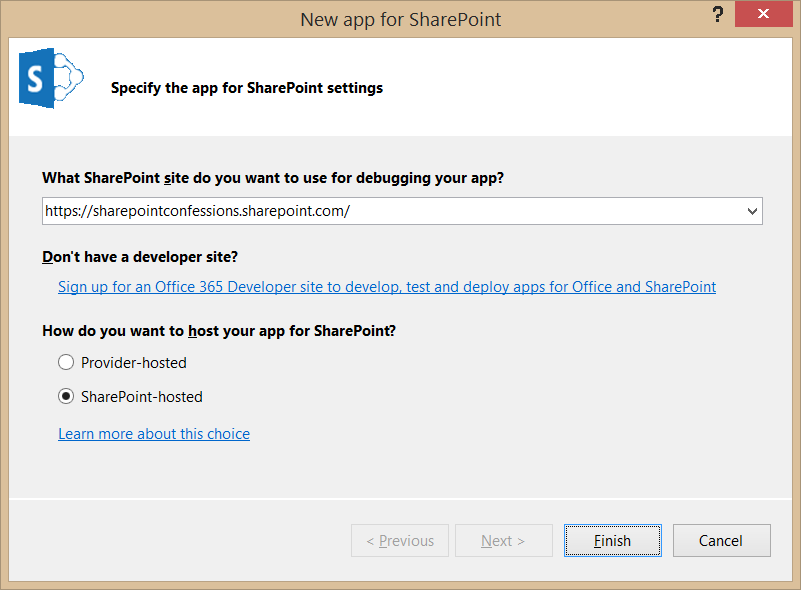 New app for SharePoint
?
S
Specify the app for SharePoint settings
What SharePoint site do you want to use for debugging your app?
https://sharepointconfessions.sharepoint.com/
Don't have a developer site?
Sign up for an Office 365 Developer site to develop, test and deploy apps for Office and SharePoint
How do you want to host your app for SharePoint?
Provider-hosted
SharePoint-hosted
Learn more about this choice
< Previous
Next >
Finish
Cancel